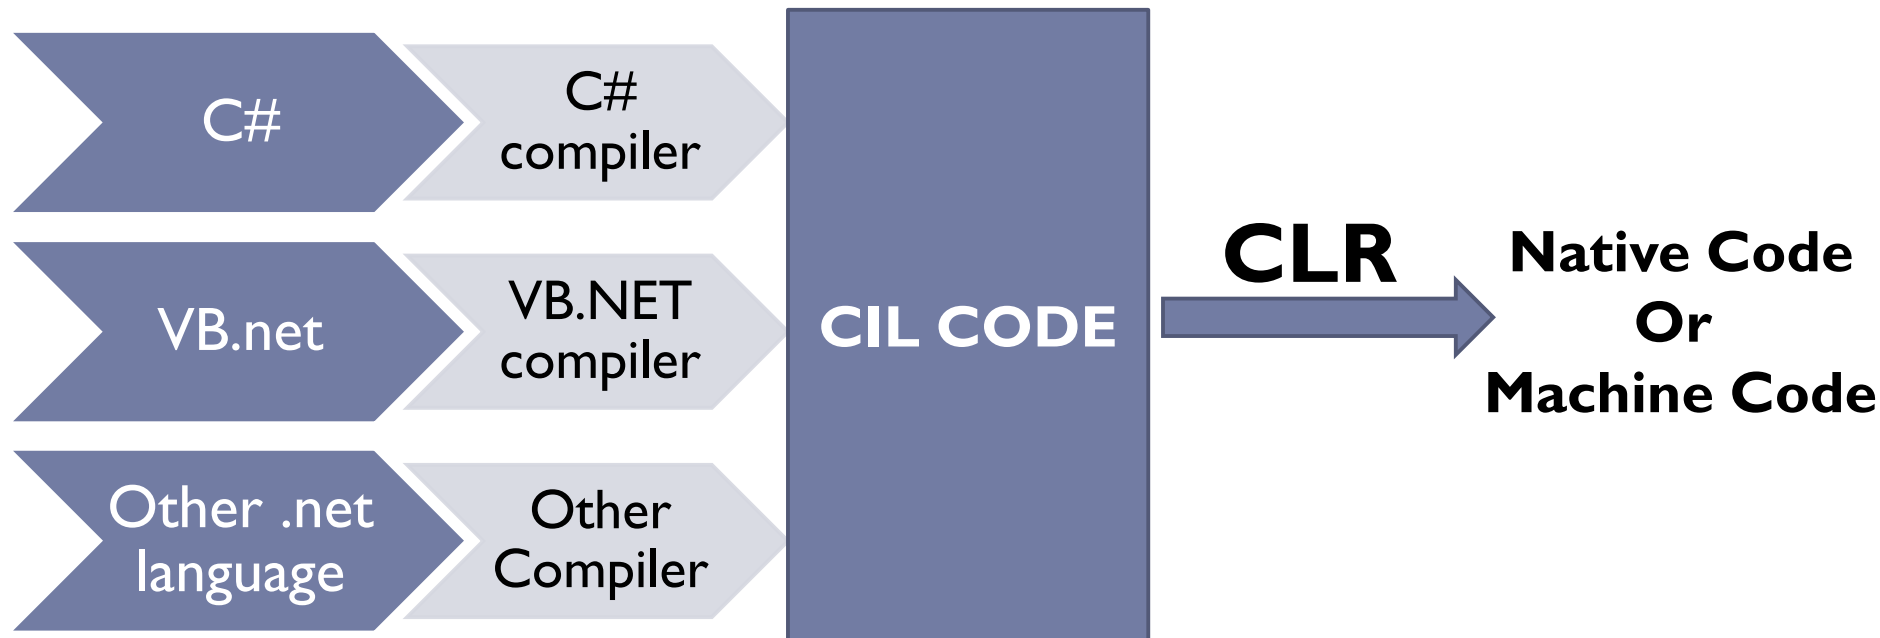 C#
C#
compiler
VB.net
VB.NET
compiler
Other .net
language
Other
Compiler
CIL CODE
CLR
Native Code
Or
Machine Code